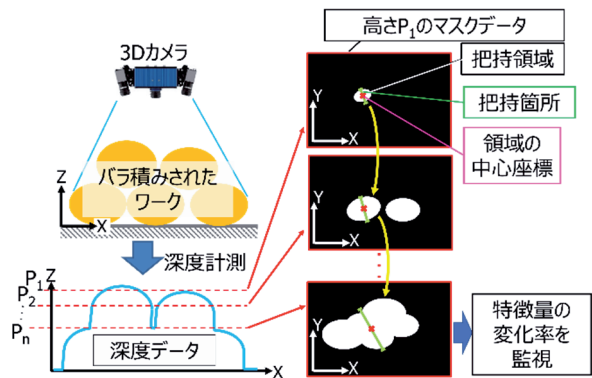 3Dカメラ
Z
バラ積みされた
ワーク
X
深度計測
P1
Z
P2
Pn
深度データ
X
高さP1のマスクデータ
把持領域
把持箇所
領域の
中心座標
Y
X
Y
X
Y
X
特徴量の
変化率を
監視